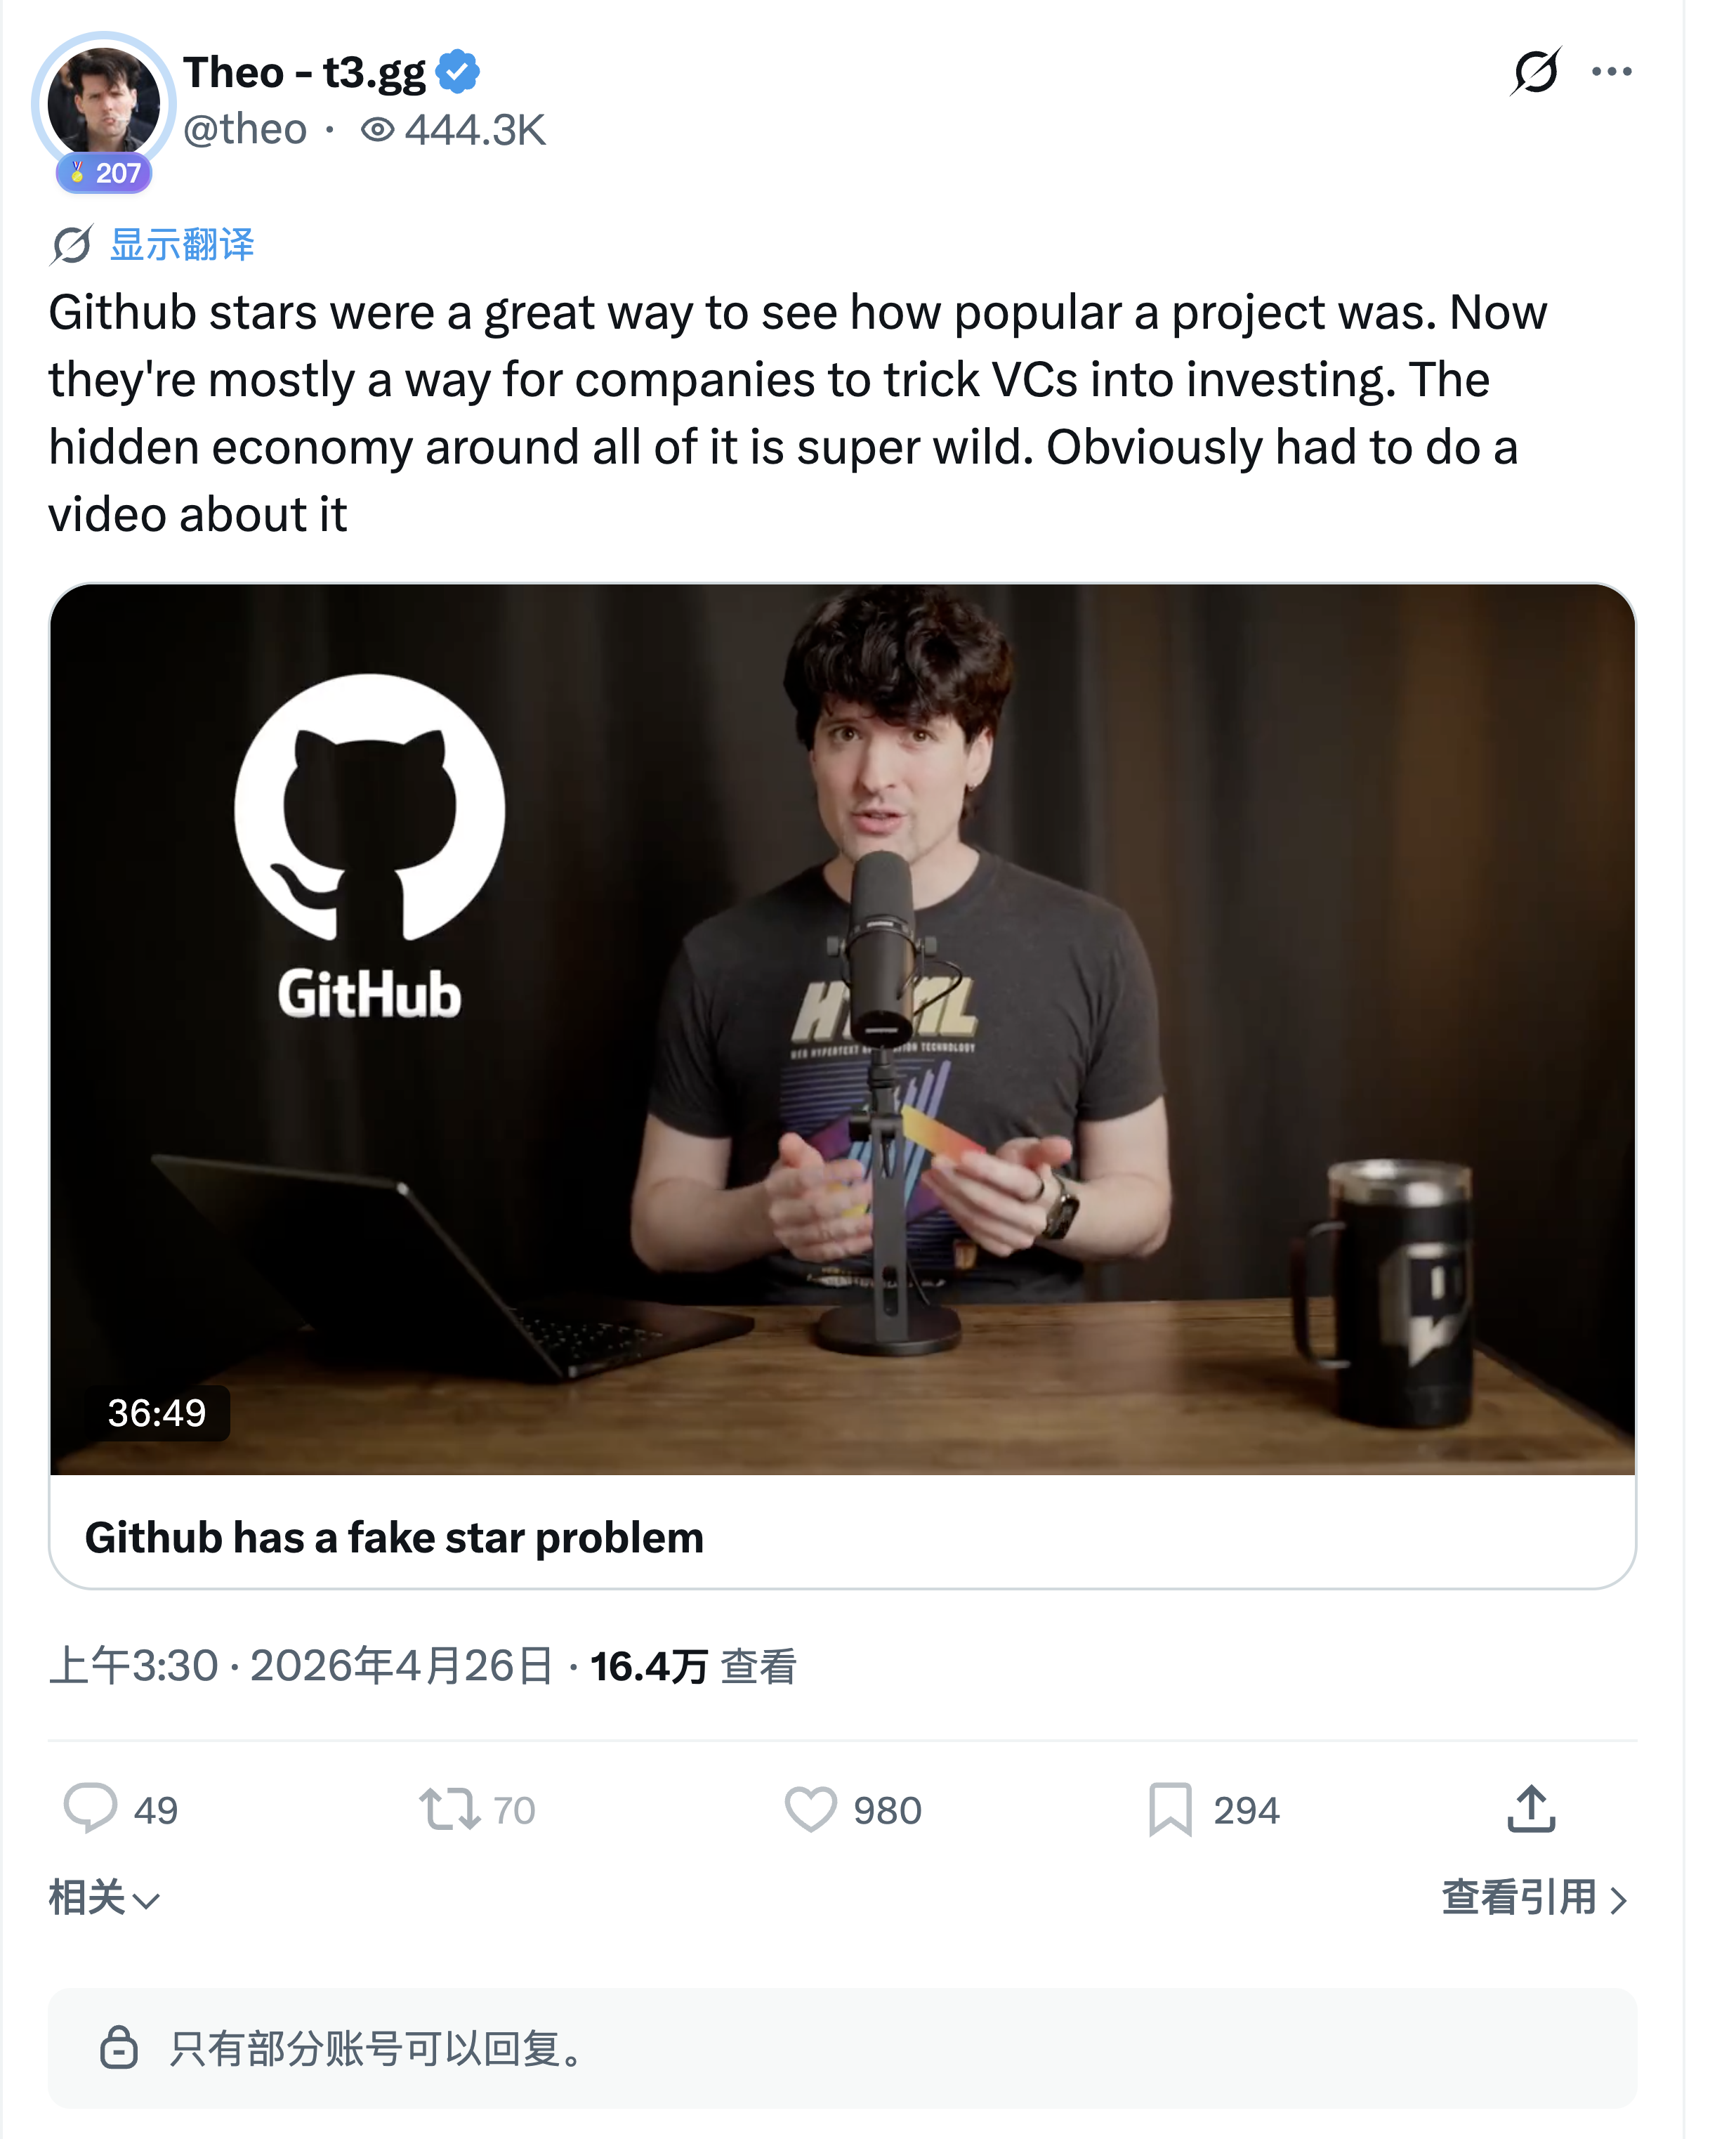 Theo - t3.gg
@theo · 444.3K
207
显示翻译
Github stars were a great way to see how popular a project was. Now
they're mostly a way for companies to trick VCs into investing. The
hidden economy around all of it is super wild. Obviously had to do a
video about it
GitHub
36:49
Github has a fake star problem
上午3:30 · 2026年4月26日 · 16.4万 查看
49 70 980 294
相关 查看引用
只有部分账号可以回复。